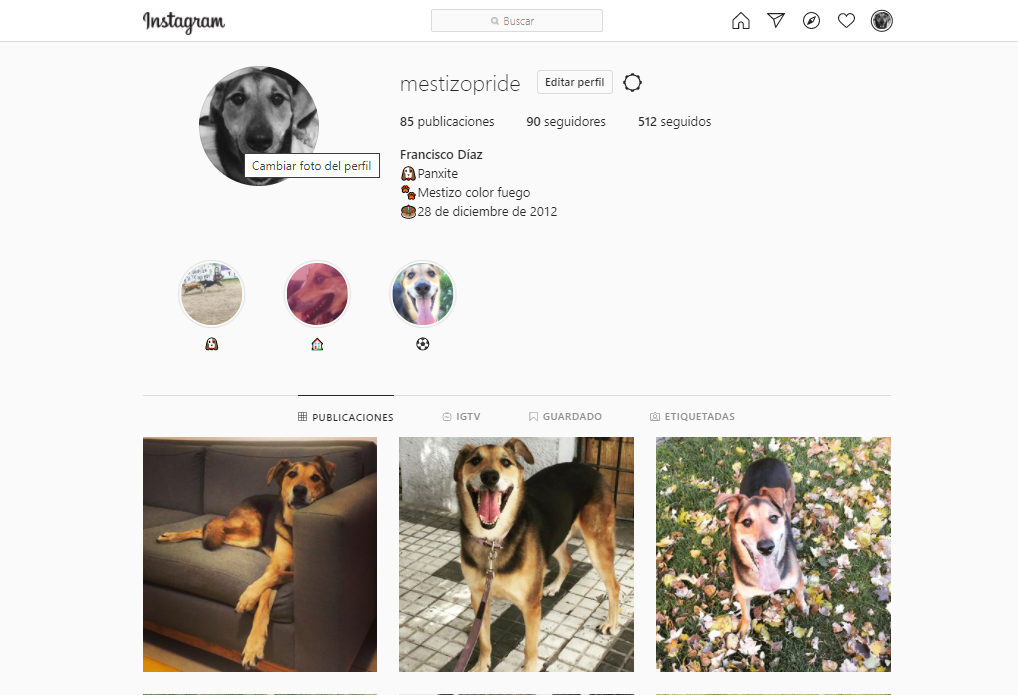 Instagram
Buscar
mestizopride Editar perfil
85 publicaciones 90 seguidores 512 seguidos
Cambiar foto del perfil
Francisco Díaz
Panxite
Mestizo color fuego
28 de diciembre de 2012
PUBLICACIONES IGTV GUARDADO ETIQUETADAS